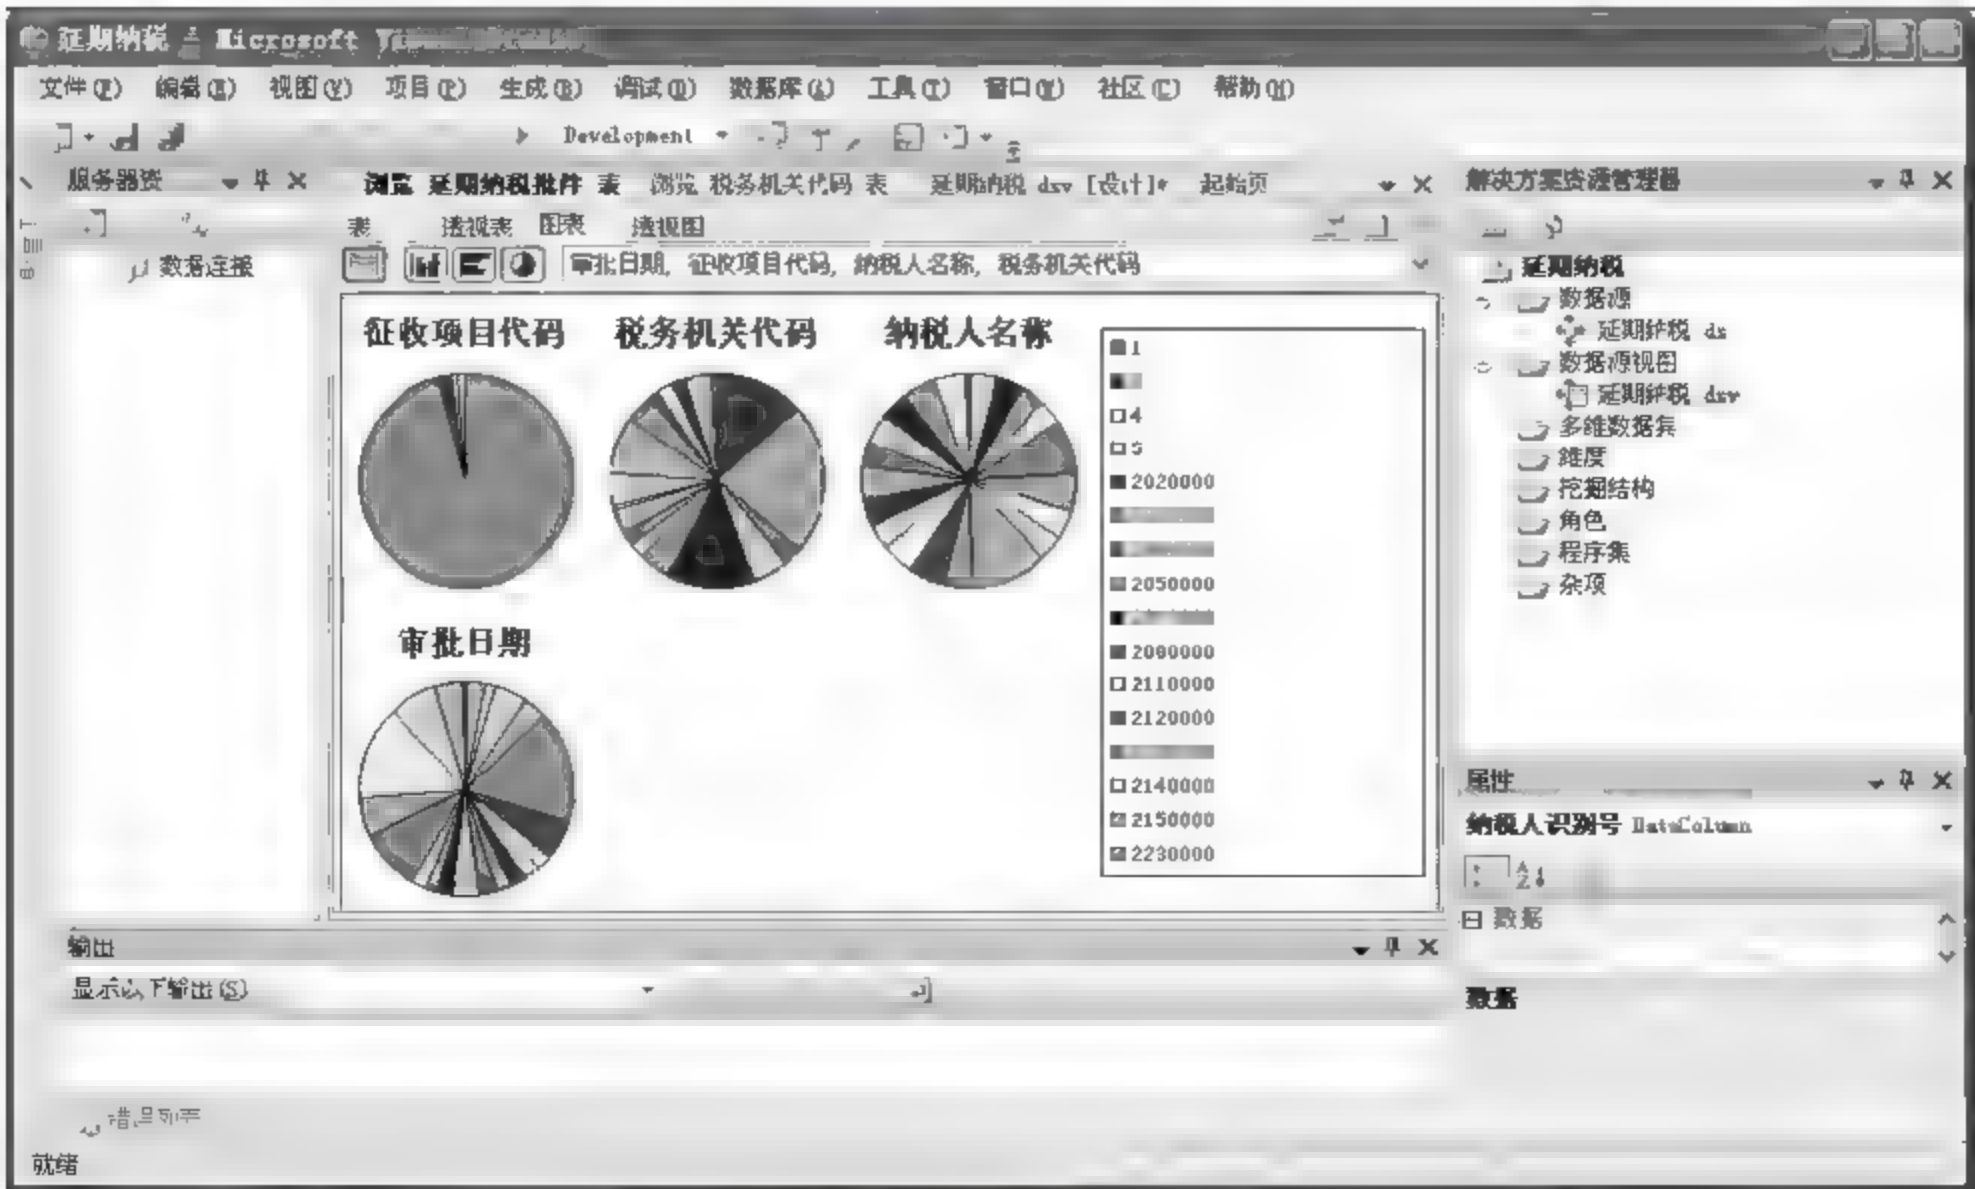 延期纳税 - Microsoft
文件(F) 编辑(E) 视图(V) 项目(P) 生成(B) 调试(D) 数据库(A) 工具(T) 窗口(W) 社区(C) 帮助(H)
Development
服务器资
浏览 延期纳税批件 表 浏览 税务机关代码 表 延期纳税 dsv [设计]* 起始页
解决方案资源管理器
表 透视表 图表 透视图
数据连接
审批日期, 征收项目代码, 纳税人名称, 税务机关代码
延期纳税
数据源
延期纳税 ds
数据源视图
延期纳税 dsv
多维数据集
维度
挖掘结构
角色
程序集
杂项
征收项目代码 税务机关代码 纳税人名称
审批日期
1
4
5
2020000
2050000
2080000
2110000
2120000
2140000
2150000
2230000
属性
纳税人识别号 DataColumn
数据
数据
输出
显示以下输出(S)
错误列表
就绪